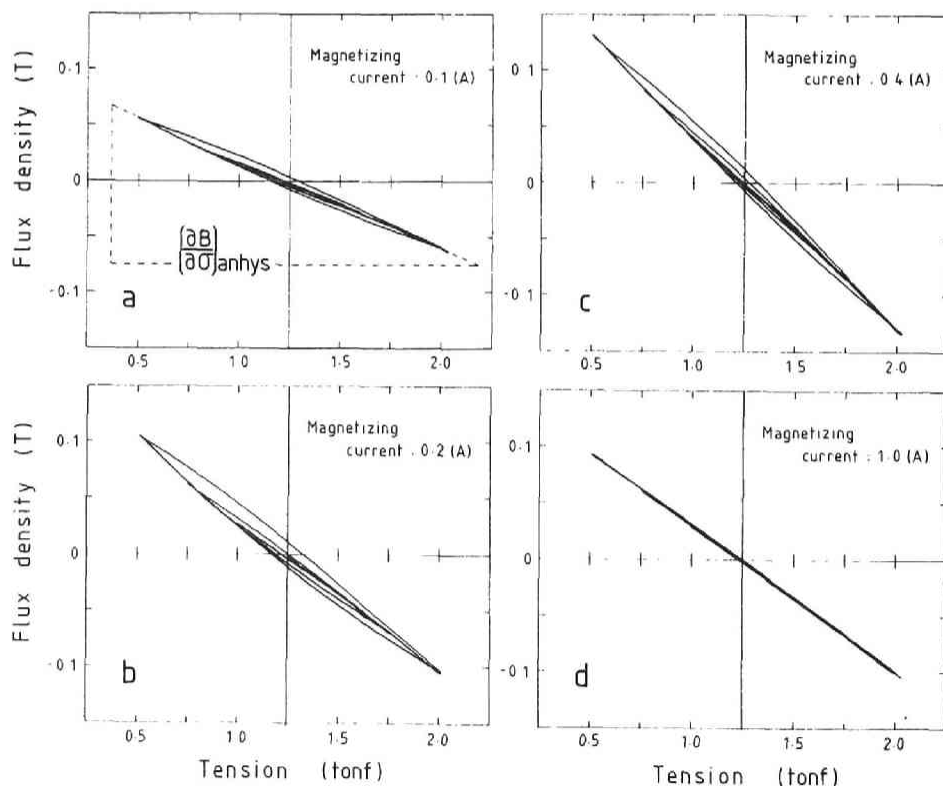 Flux density (T)
0·1
0
-0·1
Magnetizing
current · 0·1 (A)
(∂B/∂σ)anhys
a
0·5 1·0 1·5 2·0
0·1
0
-0·1
Magnetizing
current · 0·4 (A)
c
0·5 1·0 1·5 2·0
Flux density (T)
0·1
0
-0·1
Magnetizing
current · 0·2 (A)
b
0·5 1·0 1·5 2·0
Tension (tonf)
0·1
0
-0·1
Magnetizing
current : 1·0 (A)
d
0·5 1·0 1·5 2·0
Tension (tonf)